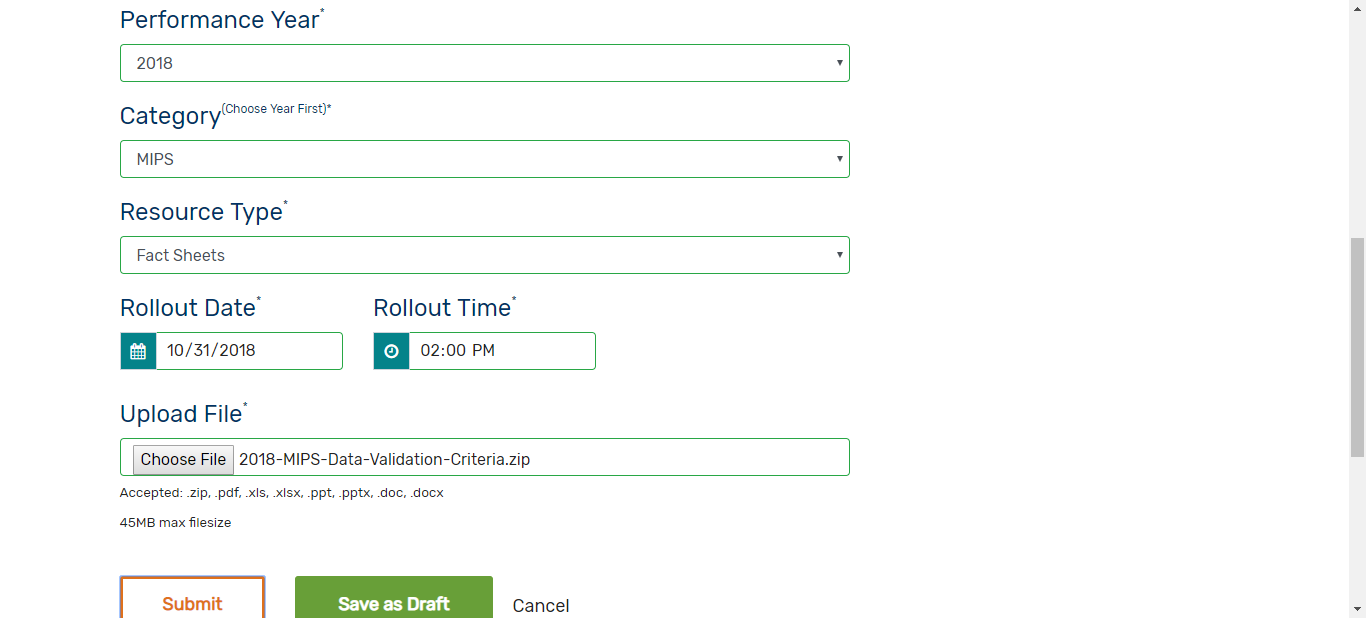 Performance Year*
2018
Category(Choose Year First)*
MIPS
Resource Type*
Fact Sheets
Rollout Date* Rollout Time*
10/31/2018 02:00 PM
Upload File*
Choose File 2018-MIPS-Data-Validation-Criteria.zip
Accepted: .zip, .pdf, .xls, .xlsx, .ppt, .pptx, .doc, .docx
45MB max filesize
Submit Save as Draft Cancel